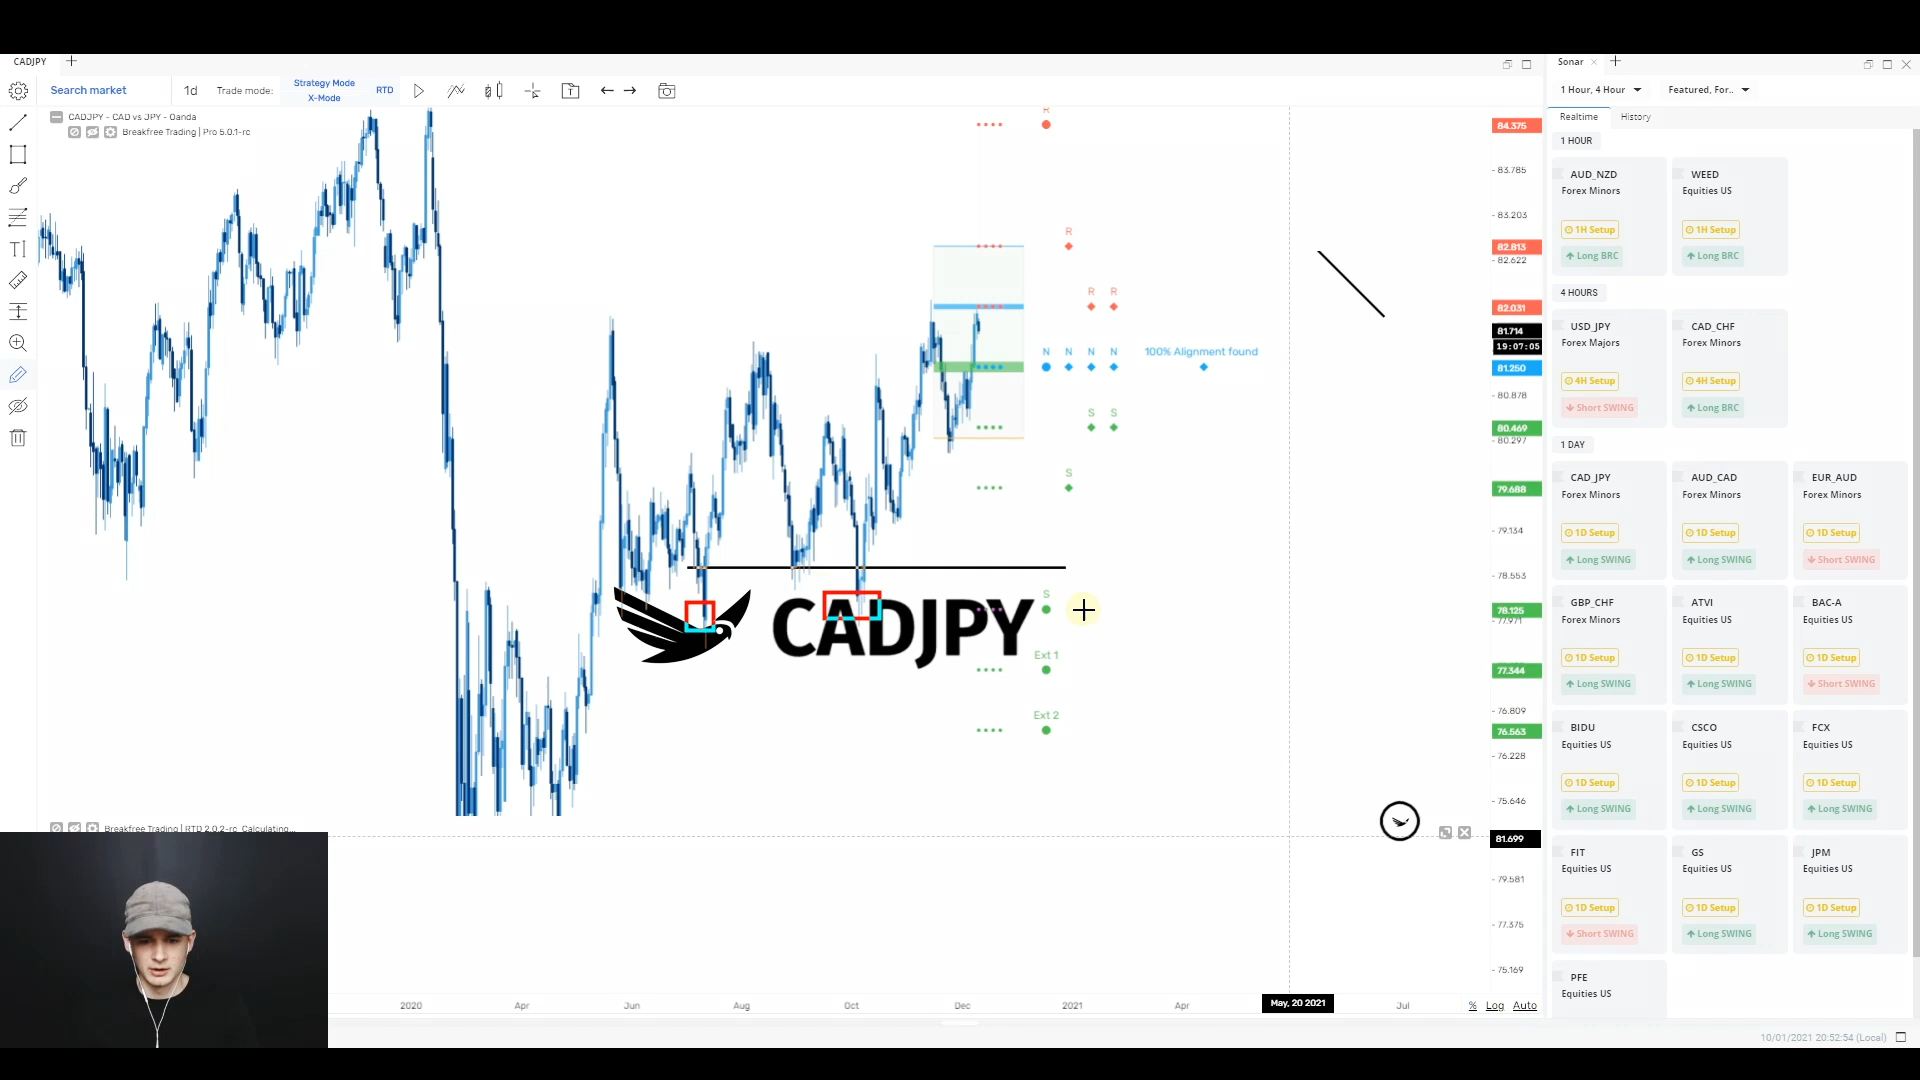 CADJPY
Sonar
Search market
1d
Trade mode:
Strategy Mode
X-Mode
RTD
1 Hour, 4 Hour
Featured, For..
CADJPY - CAD vs JPY - Oanda
Breakfree Trading | Pro 5.0.1-rc
Realtime
History
R
84.375
83.785
83.203
R
82.813
82.622
R R
82.031
81.714
19:07:05
N N N N
100% Alignment found
81.250
80.878
S S
80.469
80.297
S
79.688
79.134
78.553
S
78.125
77.971
CADJPY
Ext 1
77.344
Ext 2
76.809
76.563
76.228
75.646
Breakfree Trading | RTD 2.0.2-rc Calculating...
81.699
79.581
77.375
75.169
2020
Apr
Jun
Aug
Oct
Dec
2021
Apr
May, 20 2021
Jul
%
Log
Auto
1 HOUR
AUD_NZD
WEED
Forex Minors
Equities US
1H Setup
1H Setup
Long BRC
Long BRC
4 HOURS
USD_JPY
CAD_CHF
Forex Majors
Forex Minors
4H Setup
4H Setup
Short SWING
Long BRC
1 DAY
CAD_JPY
AUD_CAD
EUR_AUD
Forex Minors
Forex Minors
Forex Minors
1D Setup
1D Setup
1D Setup
Long SWING
Long SWING
Short SWING
GBP_CHF
ATVI
BAC-A
Forex Minors
Equities US
Equities US
1D Setup
1D Setup
1D Setup
Long SWING
Long SWING
Short SWING
BIDU
CSCO
FCX
Equities US
Equities US
Equities US
1D Setup
1D Setup
1D Setup
Long SWING
Long SWING
Long SWING
FIT
GS
JPM
Equities US
Equities US
Equities US
1D Setup
1D Setup
1D Setup
Short SWING
Long SWING
Long SWING
PFE
Equities US
10/01/2021 20:52:54 (Local)